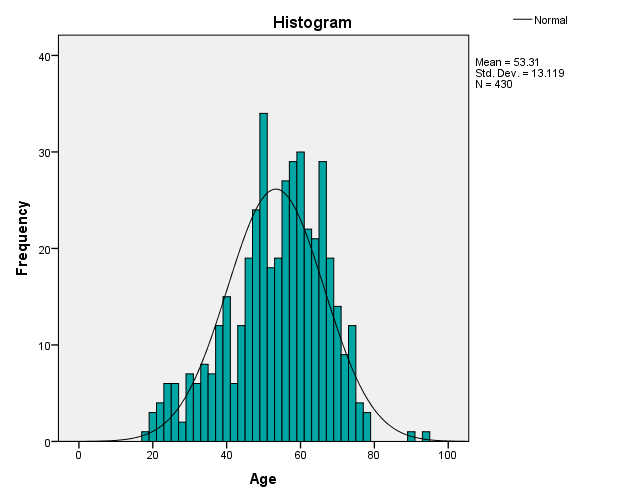 Histogram
Normal
Mean = 53.31
Std. Dev. = 13.119
N = 430
Frequency
40
30
20
10
0
0 20 40 60 80 100
Age